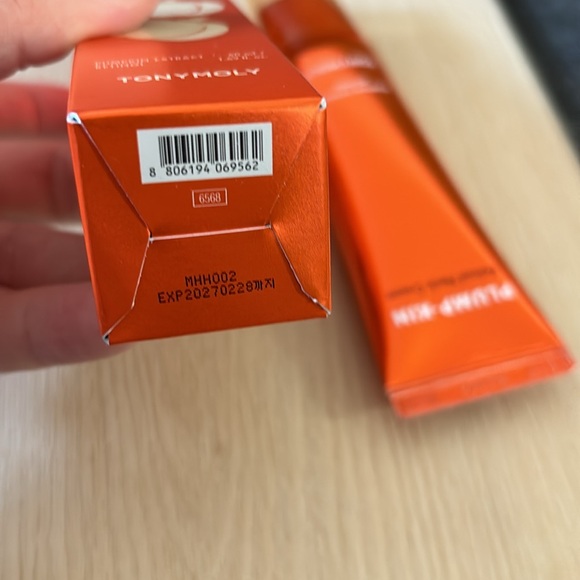 TONYMOLY
8 806194 069562
6568
MHH002
EXP20270228까지
PLUMP-KIN